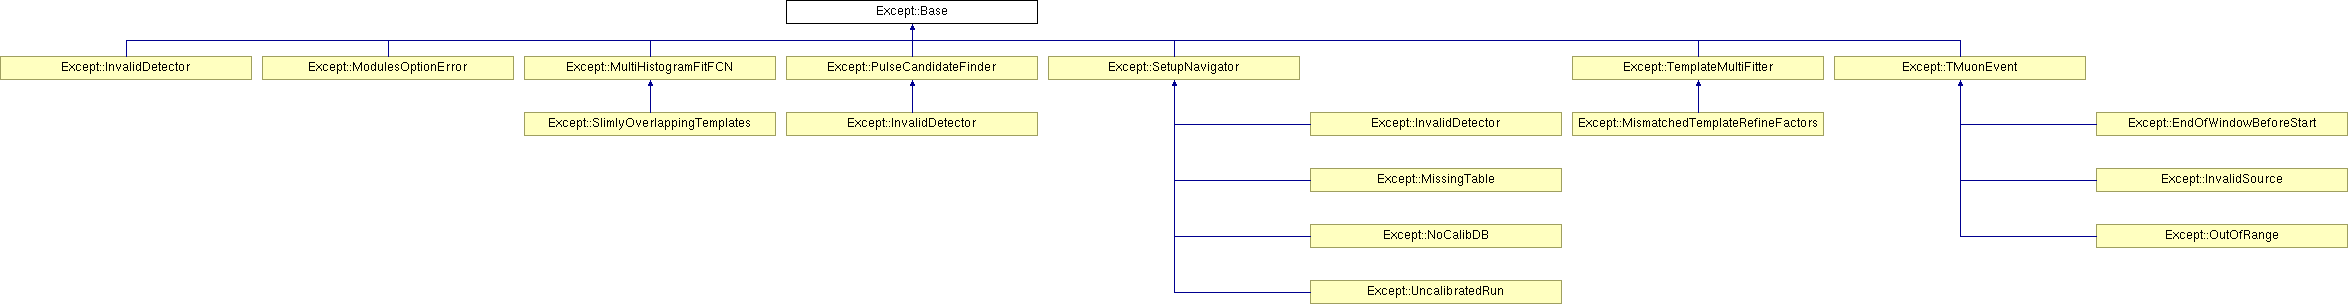 Except::Base
Except::InvalidDetector
Except::ModulesOptionError
Except::MultiHistogramFitFCN
Except::PulseCandidateFinder
Except::SetupNavigator
Except::TemplateMultiFitter
Except::TMuonEvent
Except::SlimlyOverlappingTemplates
Except::InvalidDetector
Except::InvalidDetector
Except::MismatchedTemplateRefineFactors
Except::EndOfWindowBeforeStart
Except::MissingTable
Except::InvalidSource
Except::NoCalibDB
Except::OutOfRange
Except::UncalibratedRun